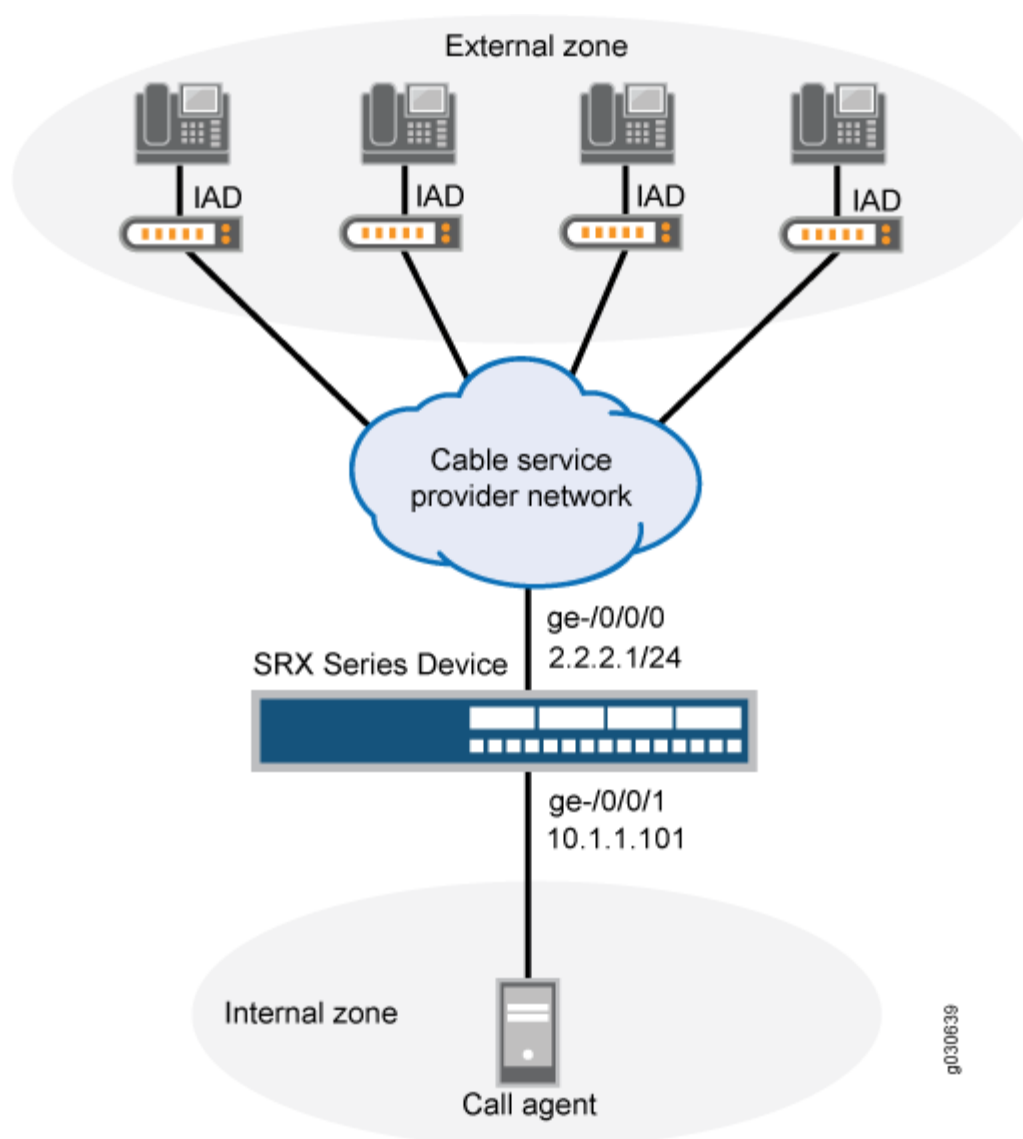 External zone
IAD
IAD
IAD
IAD
Cable service
provider network
ge-/0/0/0
2.2.2.1/24
SRX Series Device
ge-/0/0/1
10.1.1.101
Internal zone
Call agent
g030639